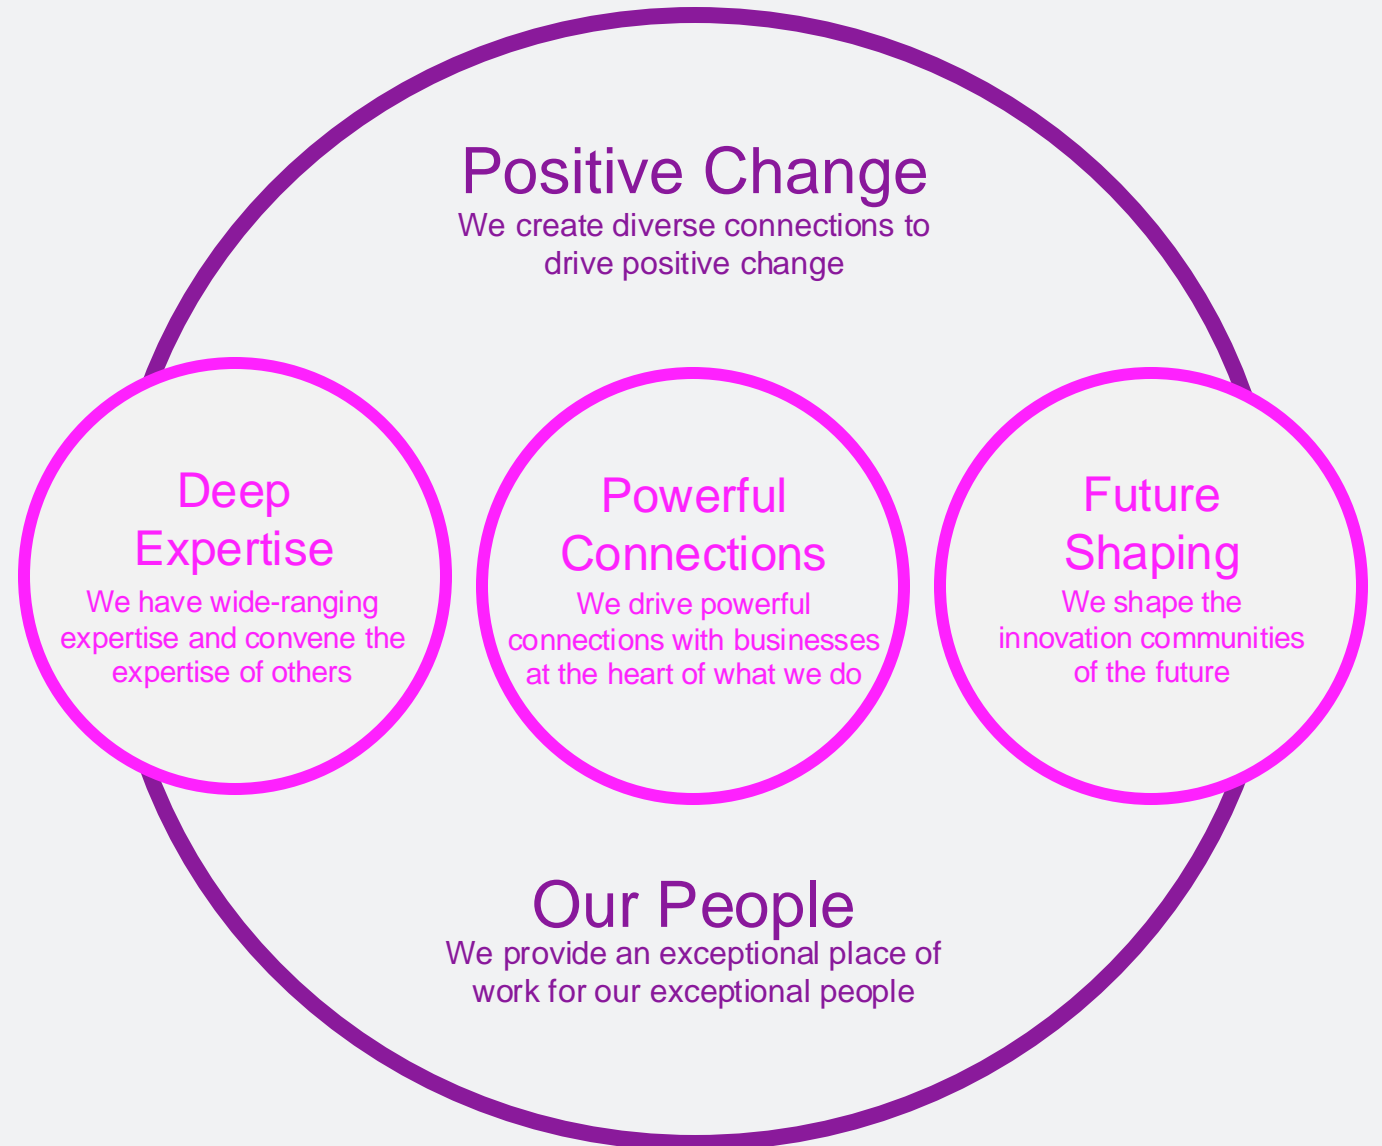 Positive Change
We create diverse connections to
drive positive change
Deep
Expertise
We have wide-ranging
expertise and convene the
expertise of others
Powerful
Connections
We drive powerful
connections with businesses
at the heart of what we do
Future
Shaping
We shape the
innovation communities
of the future
Our People
We provide an exceptional place of
work for our exceptional people